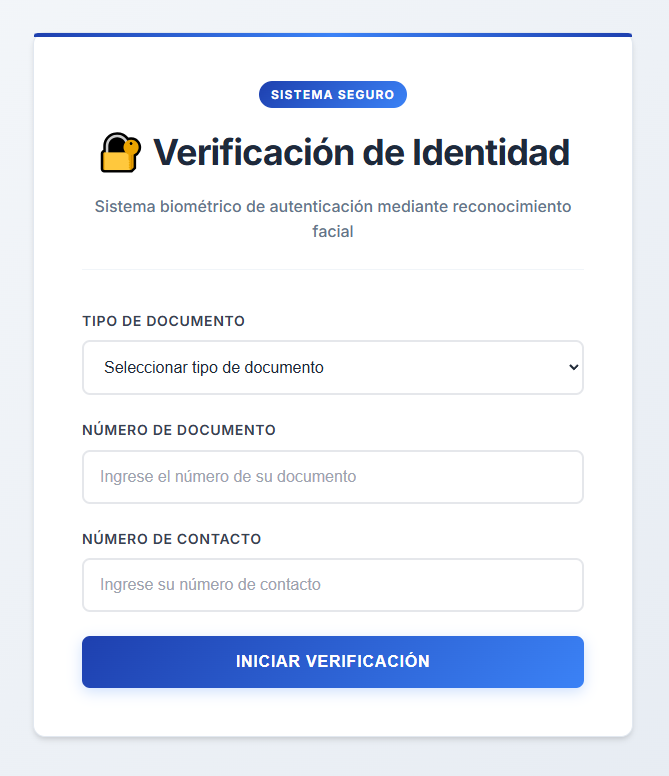 SISTEMA SEGURO
Verificación de Identidad
Sistema biométrico de autenticación mediante reconocimiento
facial
TIPO DE DOCUMENTO
Seleccionar tipo de documento
NÚMERO DE DOCUMENTO
Ingrese el número de su documento
NÚMERO DE CONTACTO
Ingrese su número de contacto
INICIAR VERIFICACIÓN